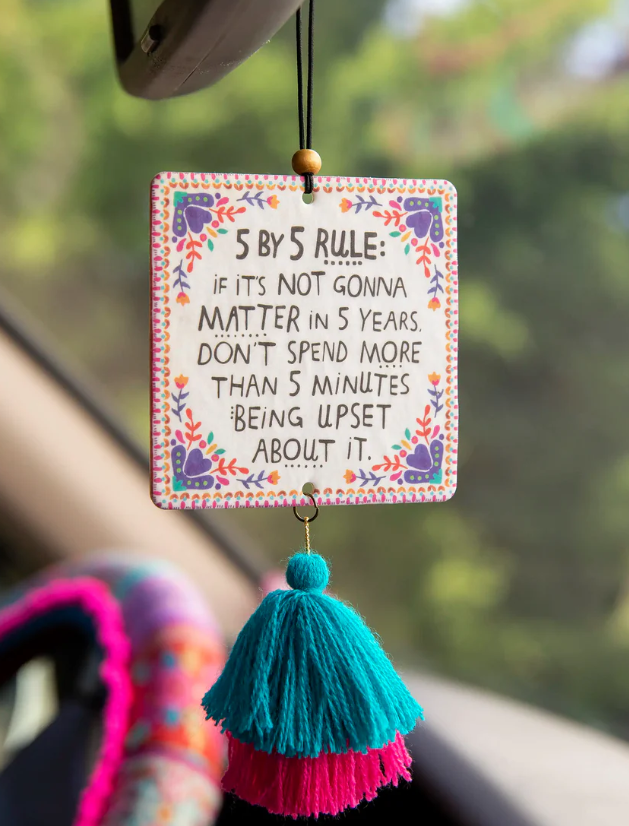 5 BY 5 RULE:
IF IT'S NOT GONNA
MATTER IN 5 YEARS,
DON'T SPEND MORE
THAN 5 MINUTES
BEING UPSET
ABOUT IT.